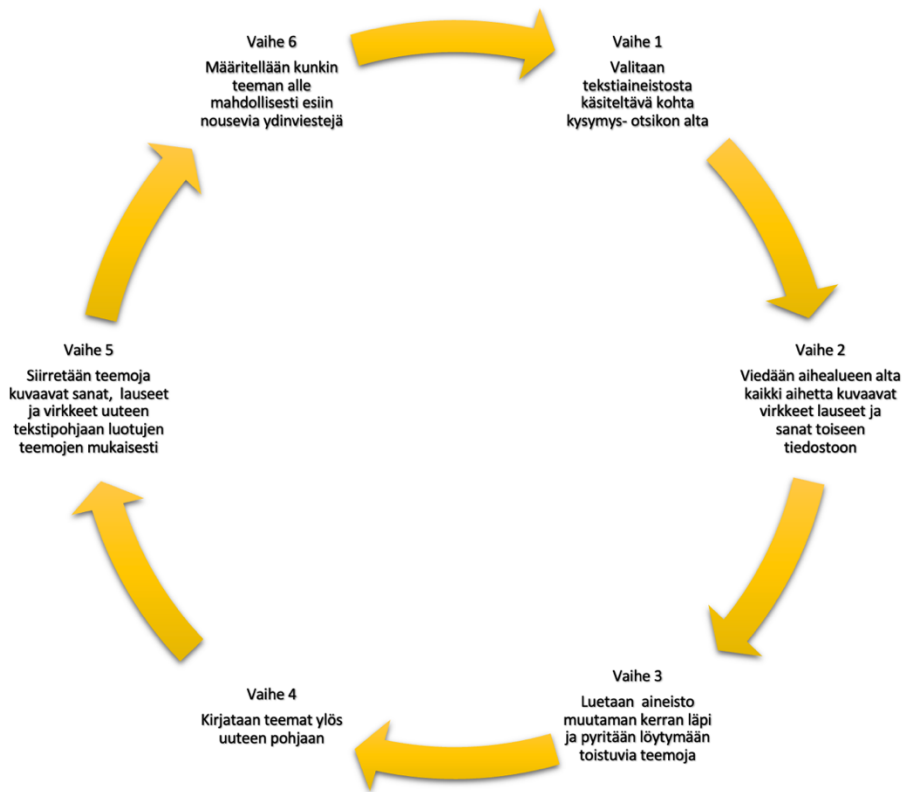 Vaihe 1
Valitaan
tekstiaineistosta
käsiteltävä kohta
kysymys- otsikon alta
Vaihe 2
Viedään aihealueen alta
kaikki aihetta kuvaavat
virkkeet lauseet ja
sanat toiseen
tiedostoon
Vaihe 3
Luetaan aineisto
muutaman kerran läpi
ja pyritään löytymään
toistuvia teemoja
Vaihe 4
Kirjataan teemat ylös
uuteen pohjaan
Vaihe 5
Siirretään teemoja
kuvaavat sanat, lauseet
ja virkkeet uuteen
tekstipohjaan luotujen
teemojen mukaisesti
Vaihe 6
Määritellään kunkin
teeman alle
mahdollisesti esiin
nousevia ydinviestejä